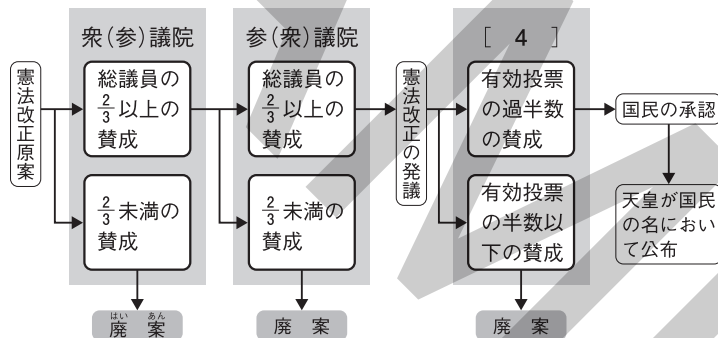 衆(参)議院
参(衆)議院
[ 4 ]
憲法改正原案
総議員の
2/3以上の
賛成
総議員の
2/3以上の
賛成
憲法改正の発議
有効投票
の過半数
の賛成
国民の承認
2/3未満の
賛成
2/3未満の
賛成
有効投票
の半数以
下の賛成
天皇が国民
の名におい
て公布
はい あん
廃 案
廃 案
廃 案